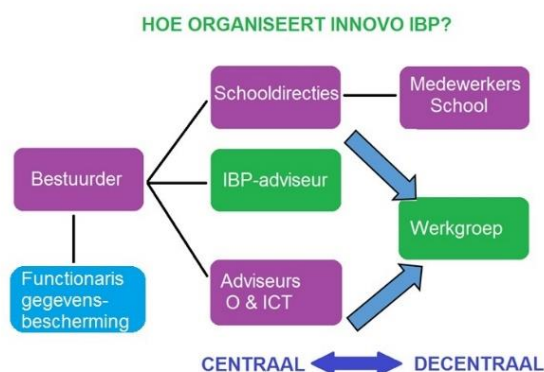 HOE ORGANISEERT INNOVO IBP?
Schooldirecties
Medewerkers
School
Bestuurder
IBP-adviseur
Werkgroep
Functionaris
gegevens-
bescherming
Adviseurs
O & ICT
CENTRAAL
DECENTRAAL